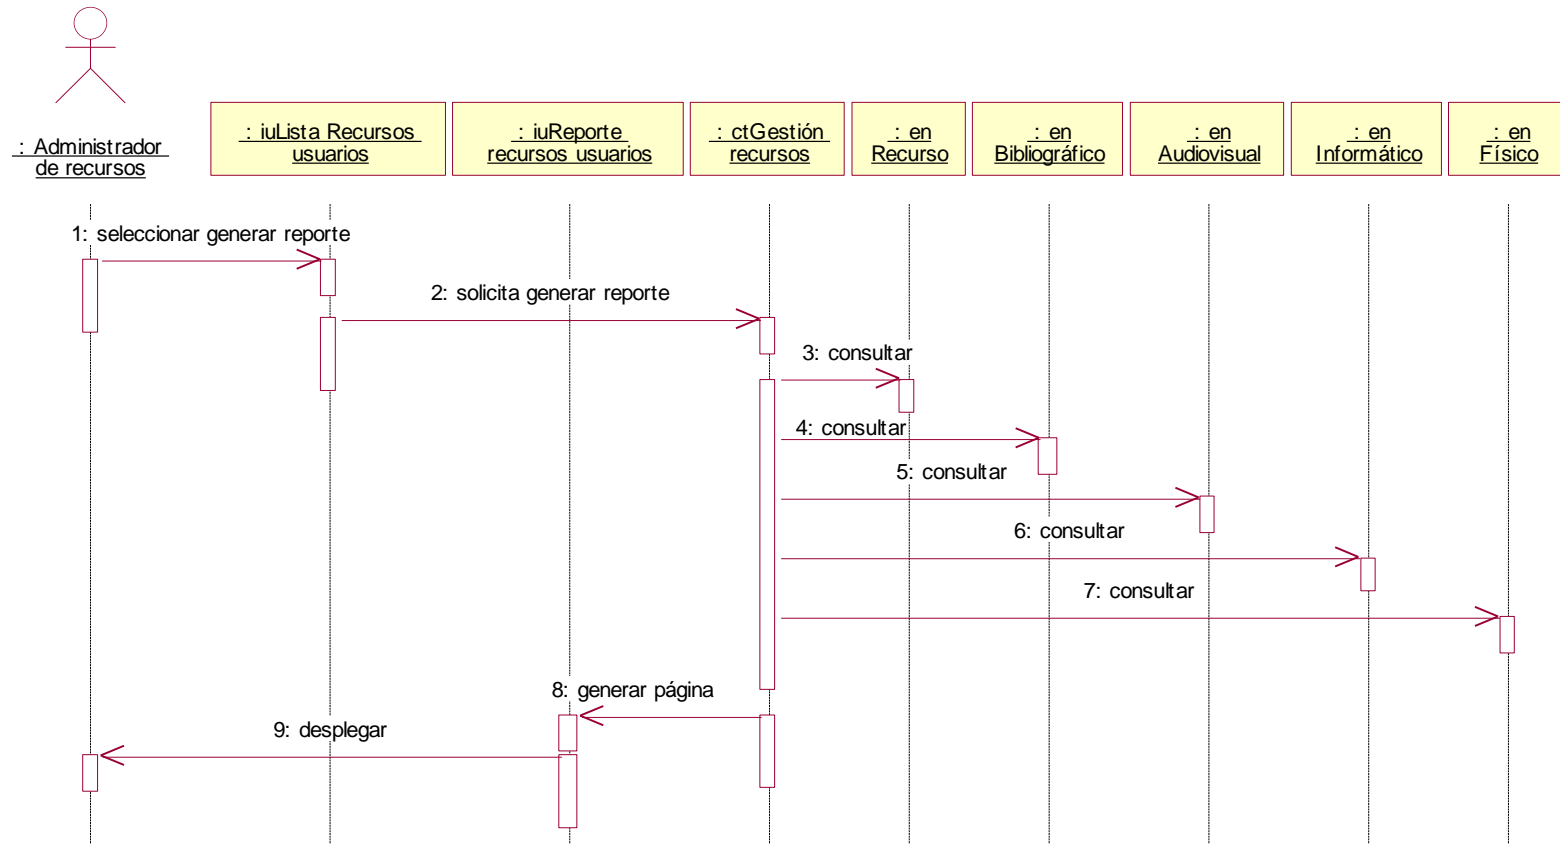 : Administrador
de recursos
: iuLista Recursos
usuarios
: iuReporte
recursos usuarios
: ctGestión
recursos
: en
Recurso
: en
Bibliográfico
: en
Audiovisual
: en
Informático
: en
Físico
1: seleccionar generar reporte
2: solicita generar reporte
3: consultar
4: consultar
5: consultar
6: consultar
7: consultar
8: generar página
9: desplegar